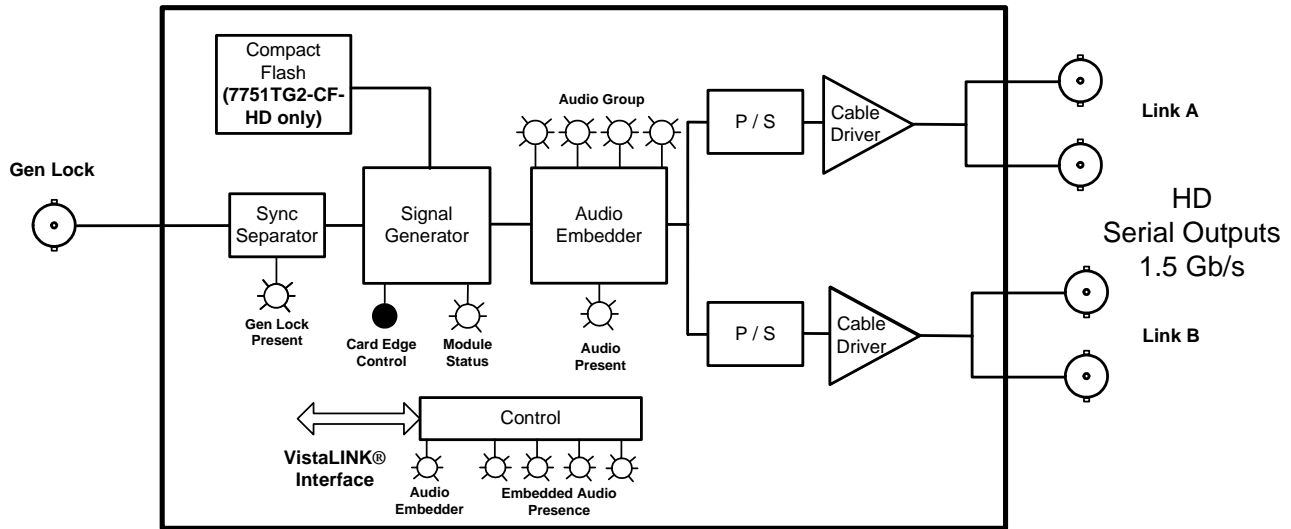 Compact
Flash
(7751TG2-CF-
HD only)
Audio Group
P / S
Cable
Driver
Link A
Gen Lock
Sync
Separator
Signal
Generator
Audio
Embedder
HD
Serial Outputs
1.5 Gb/s
Gen Lock
Present
Card Edge
Control
Module
Status
Audio
Present
P / S
Cable
Driver
Link B
Control
VistaLINK®
Interface
Audio
Embedder
Embedded Audio
Presence